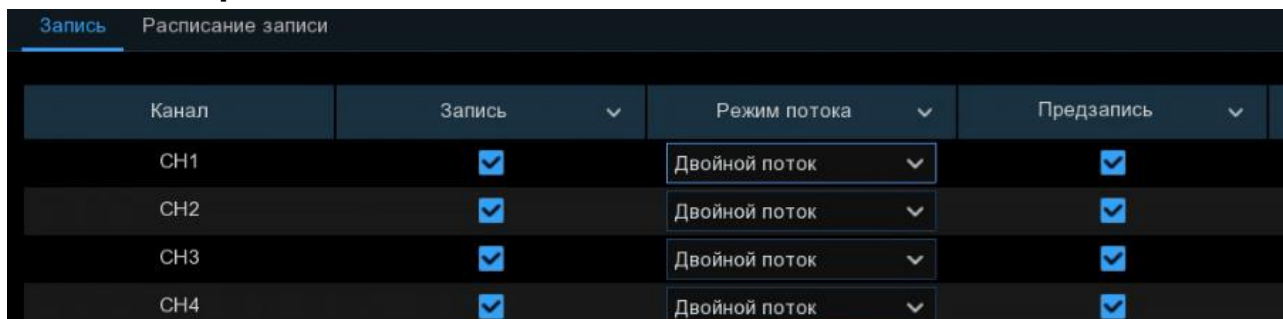 Запись Расписание записи
Канал Запись Режим потока Предзапись
CH1 Двойной поток
CH2 Двойной поток
CH3 Двойной поток
CH4 Двойной поток